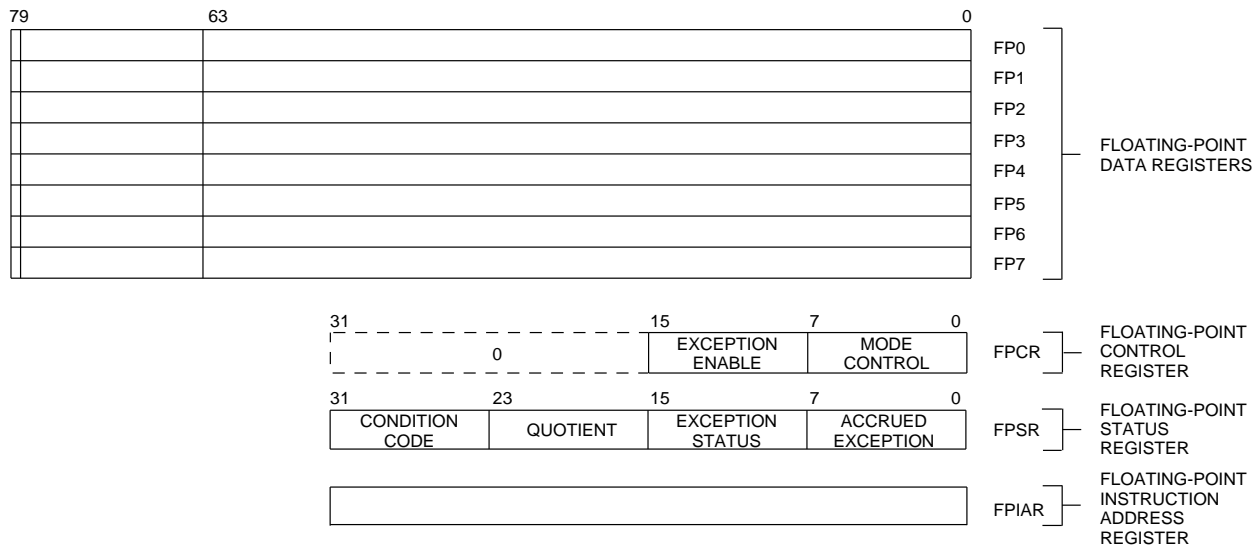 79 63 0
FP0
FP1
FP2
FP3
FP4
FP5
FP6
FP7
FLOATING-POINT
DATA REGISTERS
31 15 7 0
0
EXCEPTION
ENABLE
MODE
CONTROL
FPCR
FLOATING-POINT
CONTROL
REGISTER
31 23 15 7 0
CONDITION
CODE
QUOTIENT
EXCEPTION
STATUS
ACCRUED
EXCEPTION
FPSR
FLOATING-POINT
STATUS
REGISTER
FPIAR
FLOATING-POINT
INSTRUCTION
ADDRESS
REGISTER